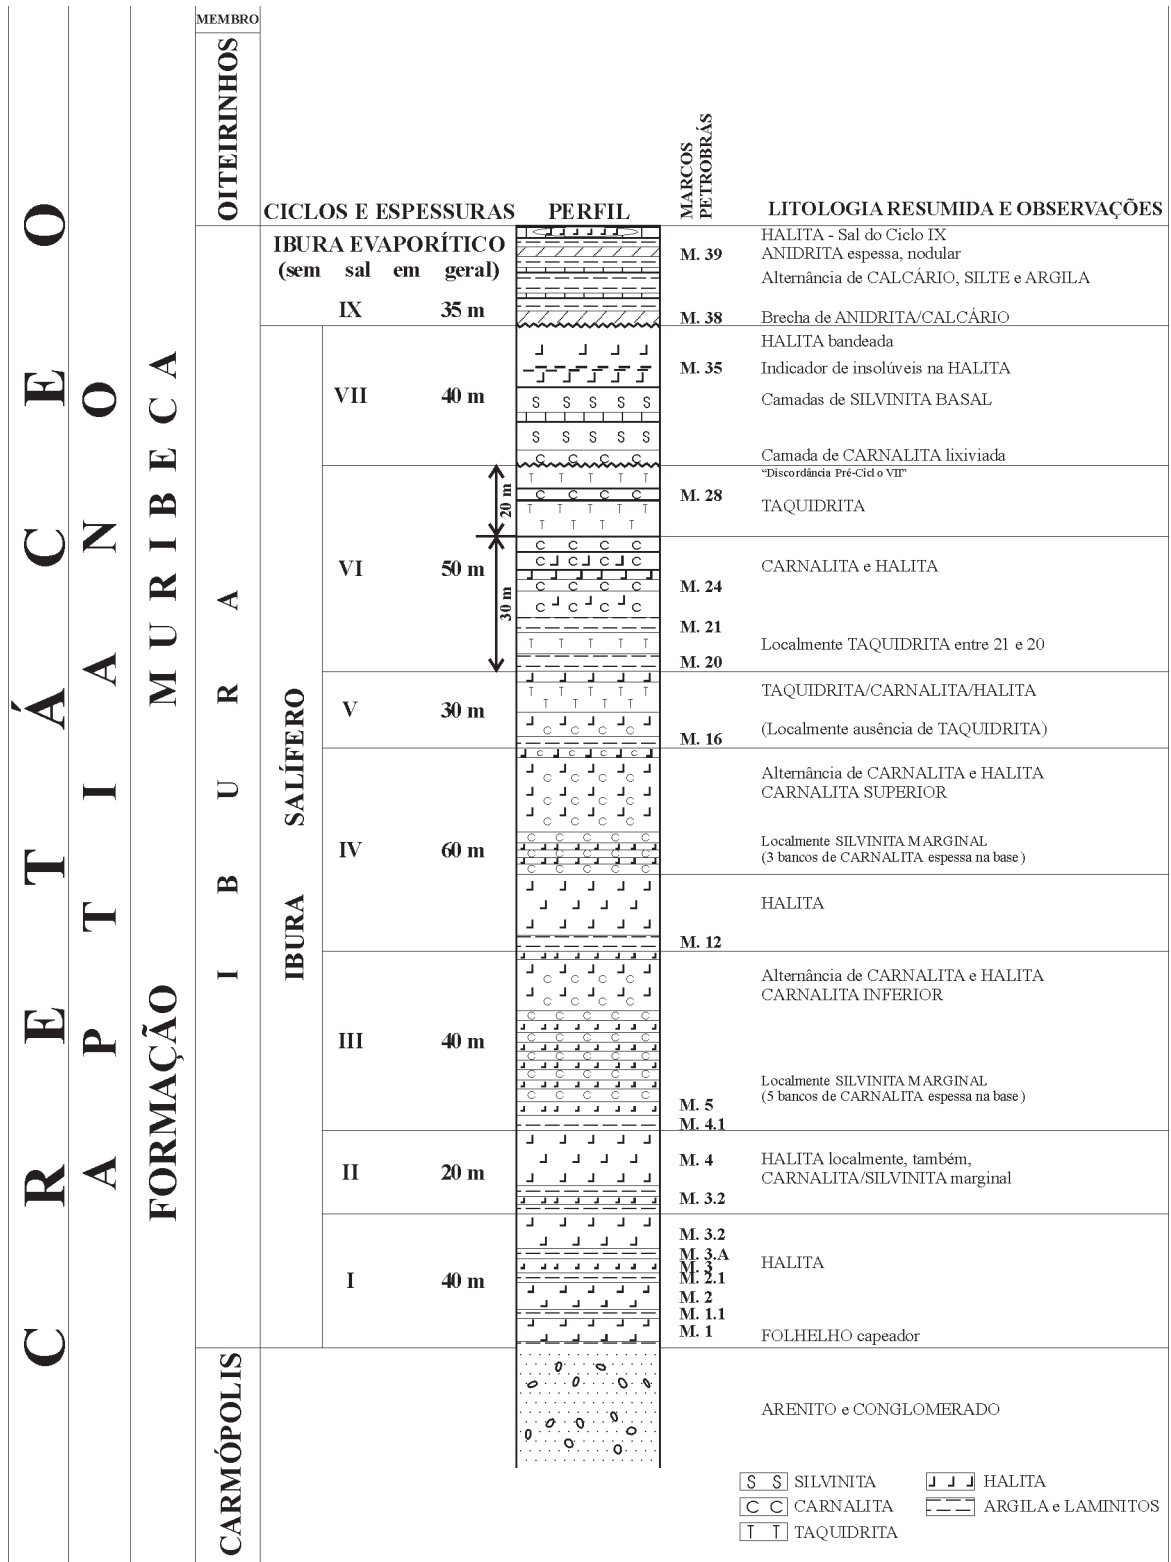 CRETÁCEO
APTIANO
FORMAÇÃO MURIBECA
MEMBRO
OITEIRINHOS
IBURA
CARMÓPOLIS
IBURA SALÍFERO
CICLOS E ESPESSURAS
PERFIL
MARCOS
PETROBRÁS
LITOLOGIA RESUMIDA E OBSERVAÇÕES
IBURA EVAPORÍTICO
(sem sal em geral)
IX 35 m
M. 39
M. 38
HALITA - Sal do Ciclo IX
ANIDRITA espessa, nodular
Alternância de CALCÁRIO, SILTE e ARGILA
Brecha de ANIDRITA/CALCÁRIO
VII 40 m
M. 35
HALITA bandeada
Indicador de insolúveis na HALITA
Camadas de SILVINITA BASAL
Camada de CARNALITA lixiviada
"Discordância Pré-Ciclo VII"
VI 50 m
20 m
30 m
M. 28
M. 24
M. 21
M. 20
TAQUIDRITA
CARNALITA e HALITA
Localmente TAQUIDRITA entre 21 e 20
V 30 m
M. 16
TAQUIDRITA/CARNALITA/HALITA
(Localmente ausência de TAQUIDRITA)
IV 60 m
M. 12
Alternância de CARNALITA e HALITA
CARNALITA SUPERIOR
Localmente SILVINITA MARGINAL
(3 bancos de CARNALITA espessa na base)
HALITA
III 40 m
M. 5
M. 4.1
Alternância de CARNALITA e HALITA
CARNALITA INFERIOR
Localmente SILVINITA MARGINAL
(5 bancos de CARNALITA espessa na base)
II 20 m
M. 4
M. 3.2
HALITA localmente, também,
CARNALITA/SILVINITA marginal
I 40 m
M. 3.2
M. 3.A
M. 3
M. 2.1
M. 2
M. 1.1
M. 1
HALITA
FOLHELHO capeador
ARENITO e CONGLOMERADO
S S SILVINITA
C C CARNALITA
T T TAQUIDRITA
HALITA
ARGILA e LAMINITOS